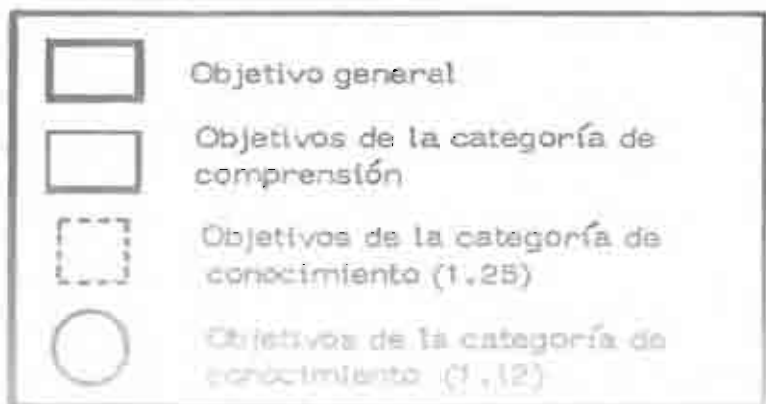 Objetivo general
Objetivos de la categoría de
comprensión
Objetivos de la categoría de
conocimiento (1.25)
Objetivos de la categoría de
conocimiento (1.12)